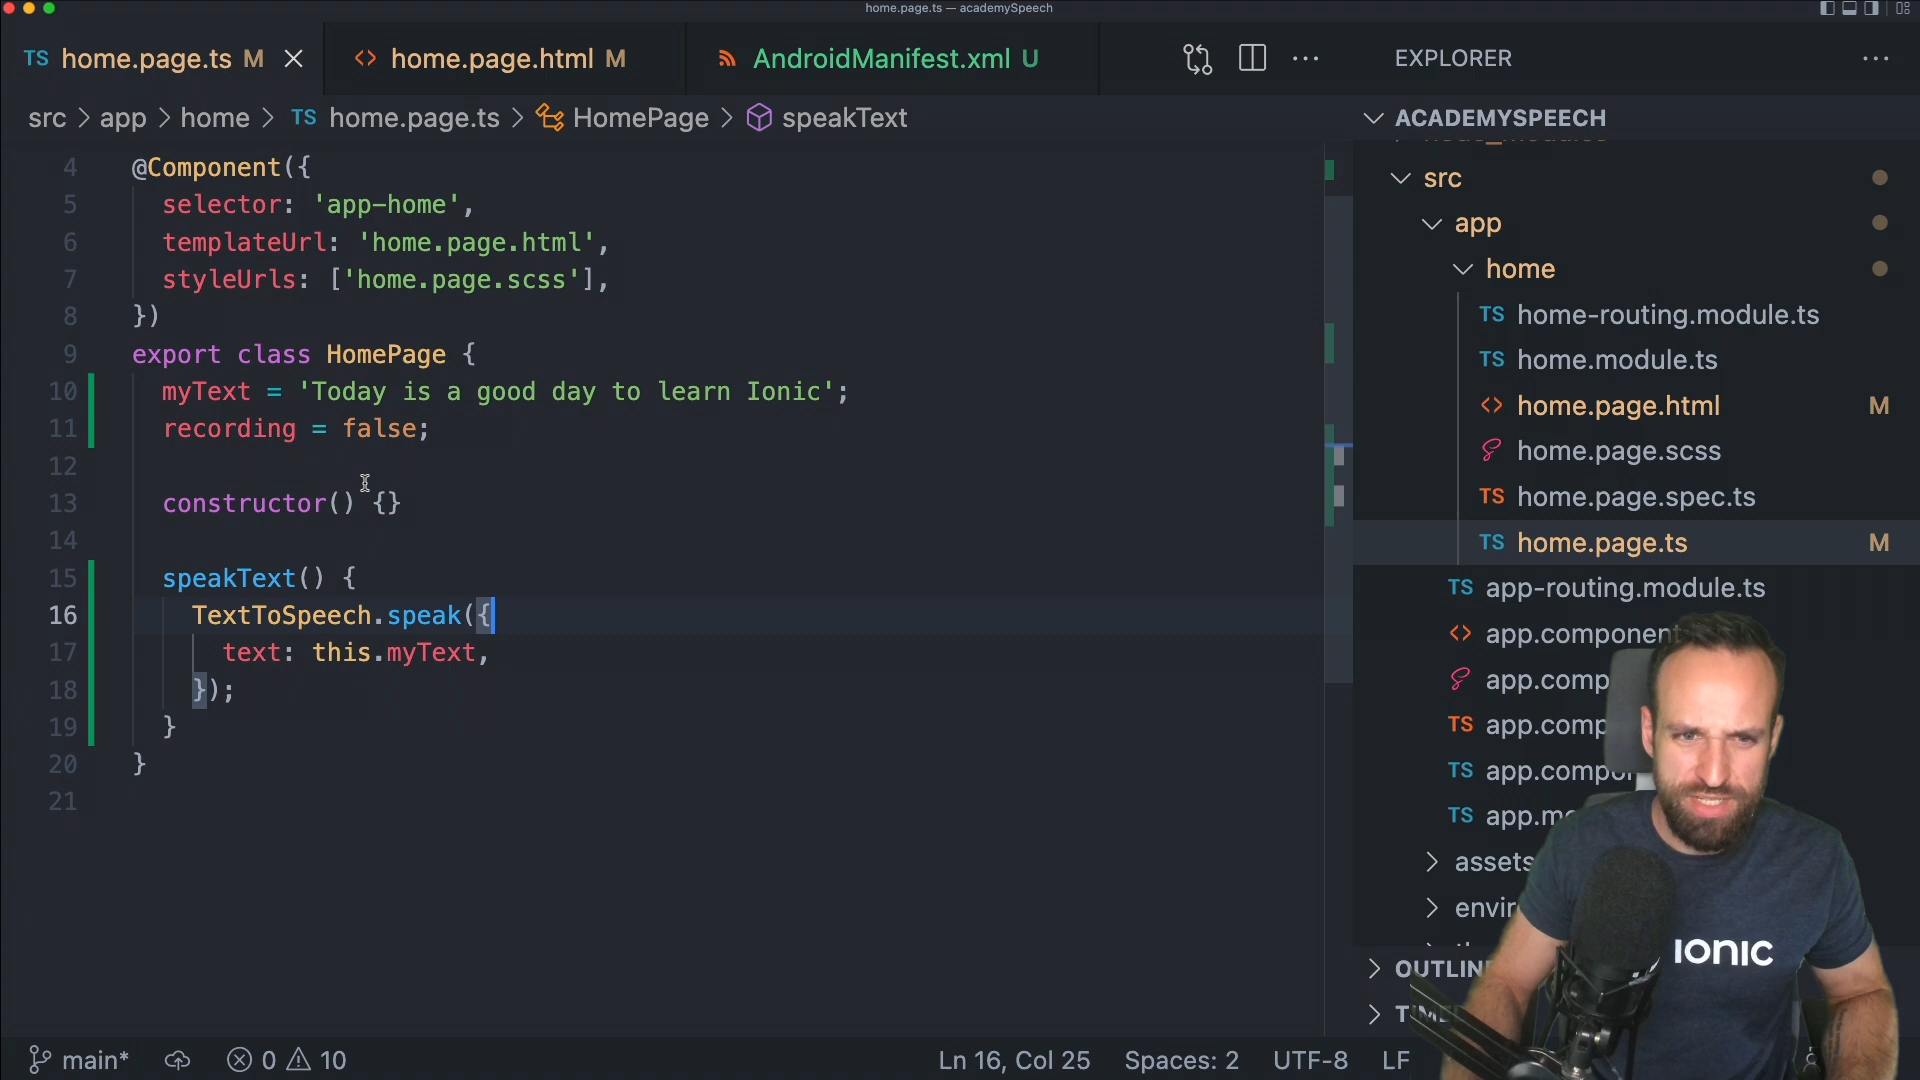 home.page.ts — academySpeech
TS home.page.ts M
<> home.page.html M
AndroidManifest.xml U
EXPLORER
src > app > home > TS home.page.ts > HomePage > speakText
ACADEMYSPEECH
4 @Component({
5 selector: 'app-home',
6 templateUrl: 'home.page.html',
7 styleUrls: ['home.page.scss'],
8 })
9 export class HomePage {
10 myText = 'Today is a good day to learn Ionic';
11 recording = false;
12
13 constructor() {}
14
15 speakText() {
16 TextToSpeech.speak({
17 text: this.myText,
18 });
19 }
20 }
21
src
app
home
TS home-routing.module.ts
TS home.module.ts
<> home.page.html M
home.page.scss
TS home.page.spec.ts
TS home.page.ts M
TS app-routing.module.ts
<> app.component
app.comp
TS app.comp
TS app.compo
TS app.m
assets
envir
OUTLINE
IONIC
main*
0 10
Ln 16, Col 25
Spaces: 2
UTF-8
LF